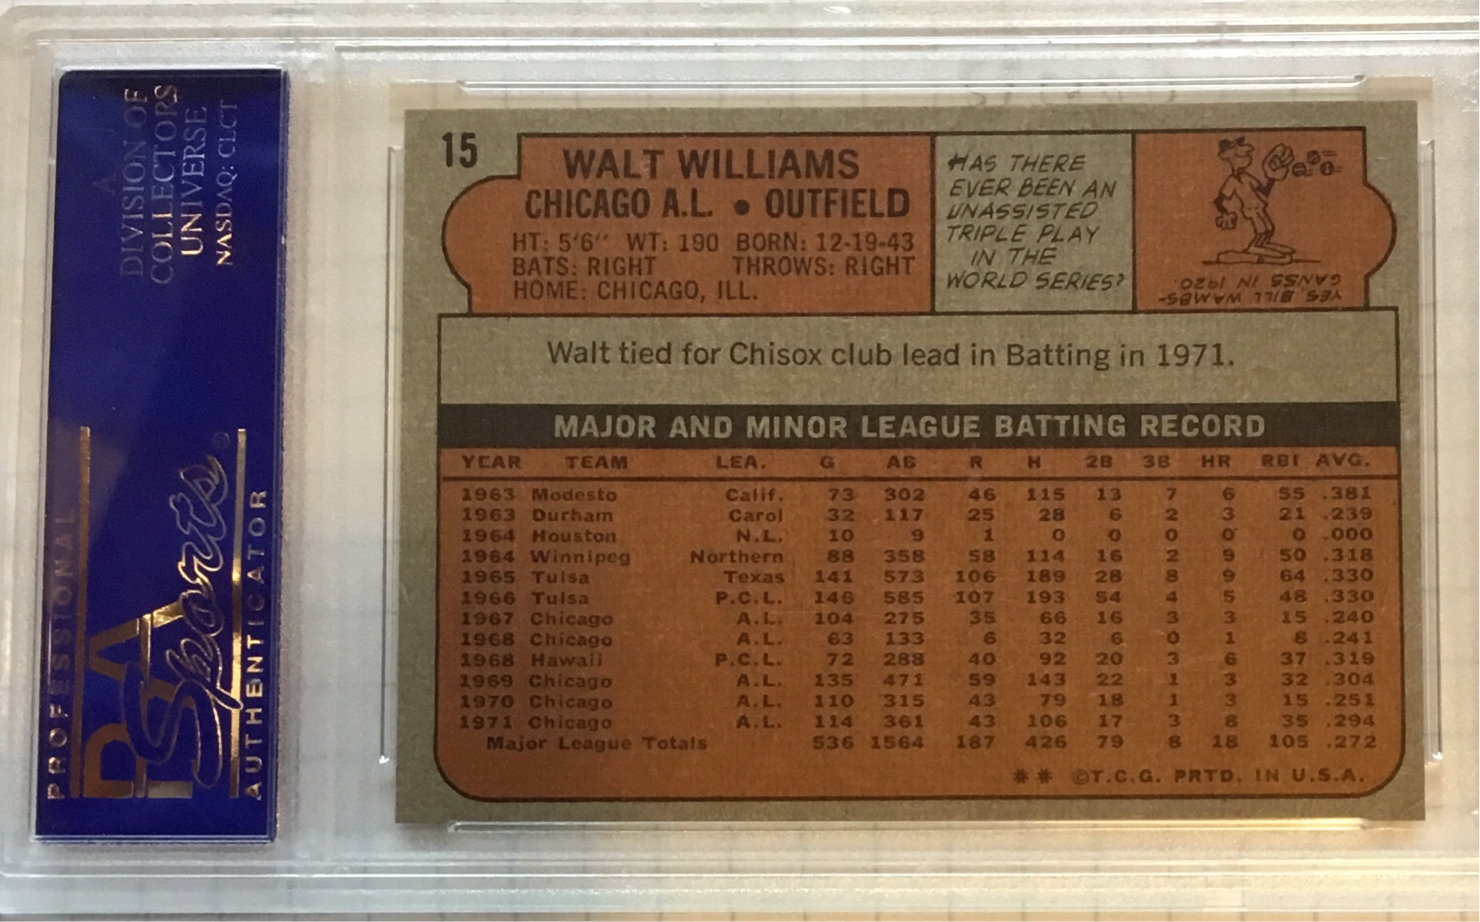 A
DIVISION OF
COLLECTORS
UNIVERSE
NASDAQ: CLCT
PROFESSIONAL
PSA
Sports
AUTHENTICATOR
15
WALT WILLIAMS
CHICAGO A.L. • OUTFIELD
HT: 5'6" WT: 190 BORN: 12-19-43
BATS: RIGHT THROWS: RIGHT
HOME: CHICAGO, ILL.
HAS THERE
EVER BEEN AN
UNASSISTED
TRIPLE PLAY
IN THE
WORLD SERIES?
YES, BILL WAMBS-
GANSS IN 1920.
Walt tied for Chisox club lead in Batting in 1971.
MAJOR AND MINOR LEAGUE BATTING RECORD
YEAR TEAM LEA. G AB R H 2B 3B HR RBI AVG.
1963 Modesto Calif. 73 302 46 115 13 7 6 55 .381
1963 Durham Carol 32 117 25 28 6 2 3 21 .239
1964 Houston N.L. 10 9 1 0 0 0 0 0 .000
1964 Winnipeg Northern 88 358 58 114 16 2 9 50 .318
1965 Tulsa Texas 141 573 106 189 28 8 9 64 .330
1966 Tulsa P.C.L. 146 585 107 193 54 4 5 48 .330
1967 Chicago A.L. 104 275 35 66 16 3 3 15 .240
1968 Chicago A.L. 63 133 6 32 6 0 1 8 .241
1968 Hawaii P.C.L. 72 288 40 92 20 3 6 37 .319
1969 Chicago A.L. 135 471 59 143 22 1 3 32 .304
1970 Chicago A.L. 110 315 43 79 18 1 3 15 .251
1971 Chicago A.L. 114 361 43 106 17 3 8 35 .294
Major League Totals 536 1564 187 426 79 8 18 105 .272
** ©T.C.G. PRTD. IN U.S.A.